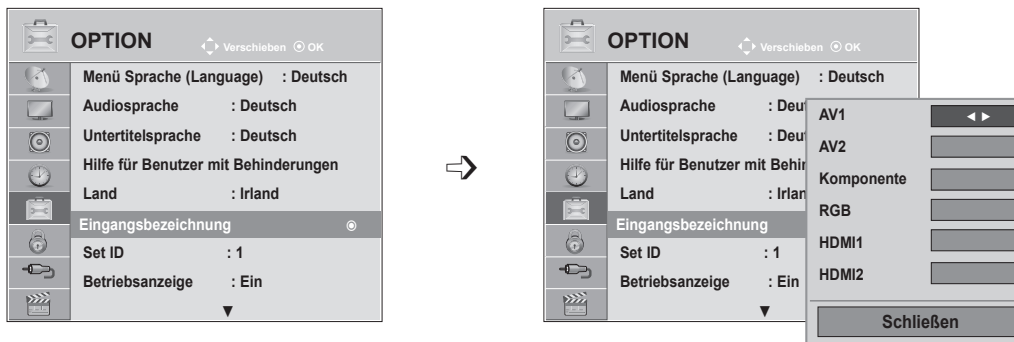 OPTION
Verschieben OK
Menü Sprache (Language) : Deutsch
Audiosprache : Deutsch
Untertitelsprache : Deutsch
Hilfe für Benutzer mit Behinderungen
Land : Irland
Eingangsbezeichnung
Set ID : 1
Betriebsanzeige : Ein
OPTION
Verschieben OK
Menü Sprache (Language) : Deutsch
Audiosprache : Deu
Untertitelsprache : Deu
Hilfe für Benutzer mit Behin
Land : Irlan
Eingangsbezeichnung
Set ID : 1
Betriebsanzeige : Ein
AV1
AV2
Komponente
RGB
HDMI1
HDMI2
Schließen